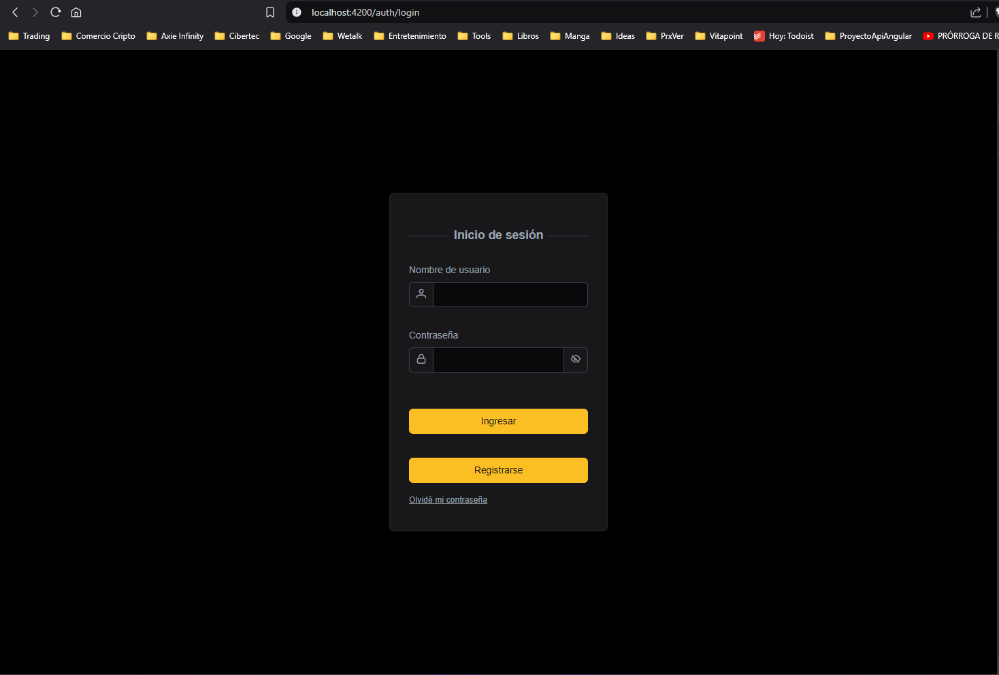 localhost:4200/auth/login
Trading Comercio Cripto Axie Infinity Cibertec Google Wetalk Entretenimiento Tools Libros Manga Ideas PrxVer Vitapoint Hoy: Todoist ProyectoApiAngular PRÓRROGA DE R
Inicio de sesión
Nombre de usuario
Contraseña
Ingresar
Registrarse
Olvidé mi contraseña